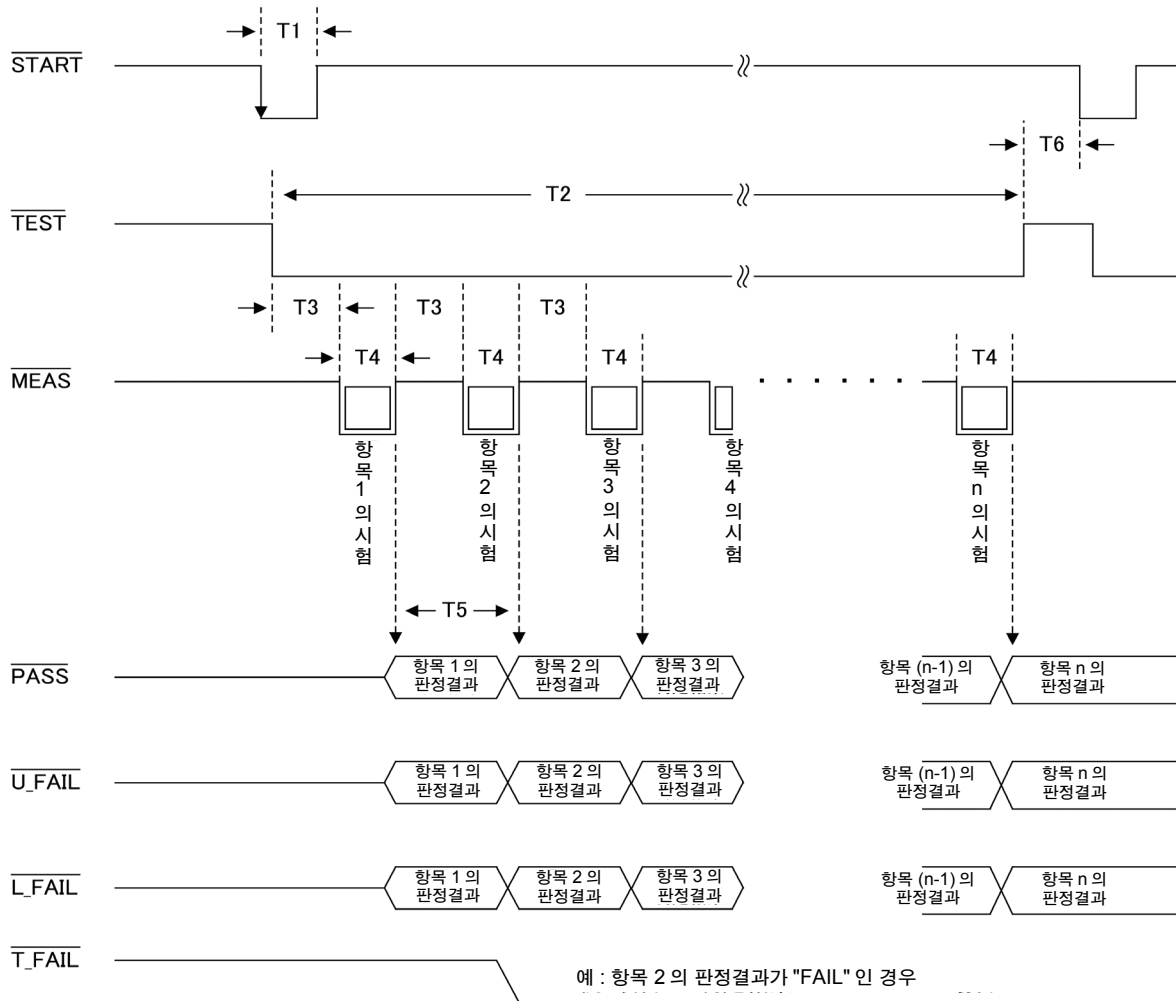 T1
START
T6
T2
TEST
T3
T3
T3
T4
T4
T4
T4
MEAS
항목1의시험
항목2의시험
항목3의시험
항목4의시험
항목n의시험
T5
PASS
항목 1 의
판정결과
항목 2 의
판정결과
항목 3 의
판정결과
항목 (n-1) 의
판정결과
항목 n 의
판정결과
U_FAIL
항목 1 의
판정결과
항목 2 의
판정결과
항목 3 의
판정결과
항목 (n-1) 의
판정결과
항목 n 의
판정결과
L_FAIL
항목 1 의
판정결과
항목 2 의
판정결과
항목 3 의
판정결과
항목 (n-1) 의
판정결과
항목 n 의
판정결과
T_FAIL
예 : 항목 2 의 판정결과가 "FAIL" 인 경우